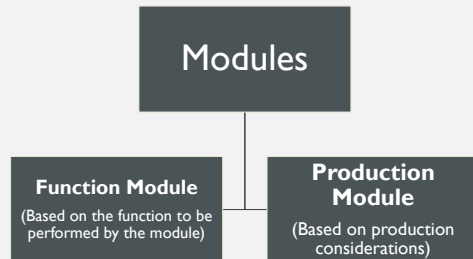 Modules
Function Module
(Based on the function to be
performed by the module)
Production
Module
(Based on production
considerations)